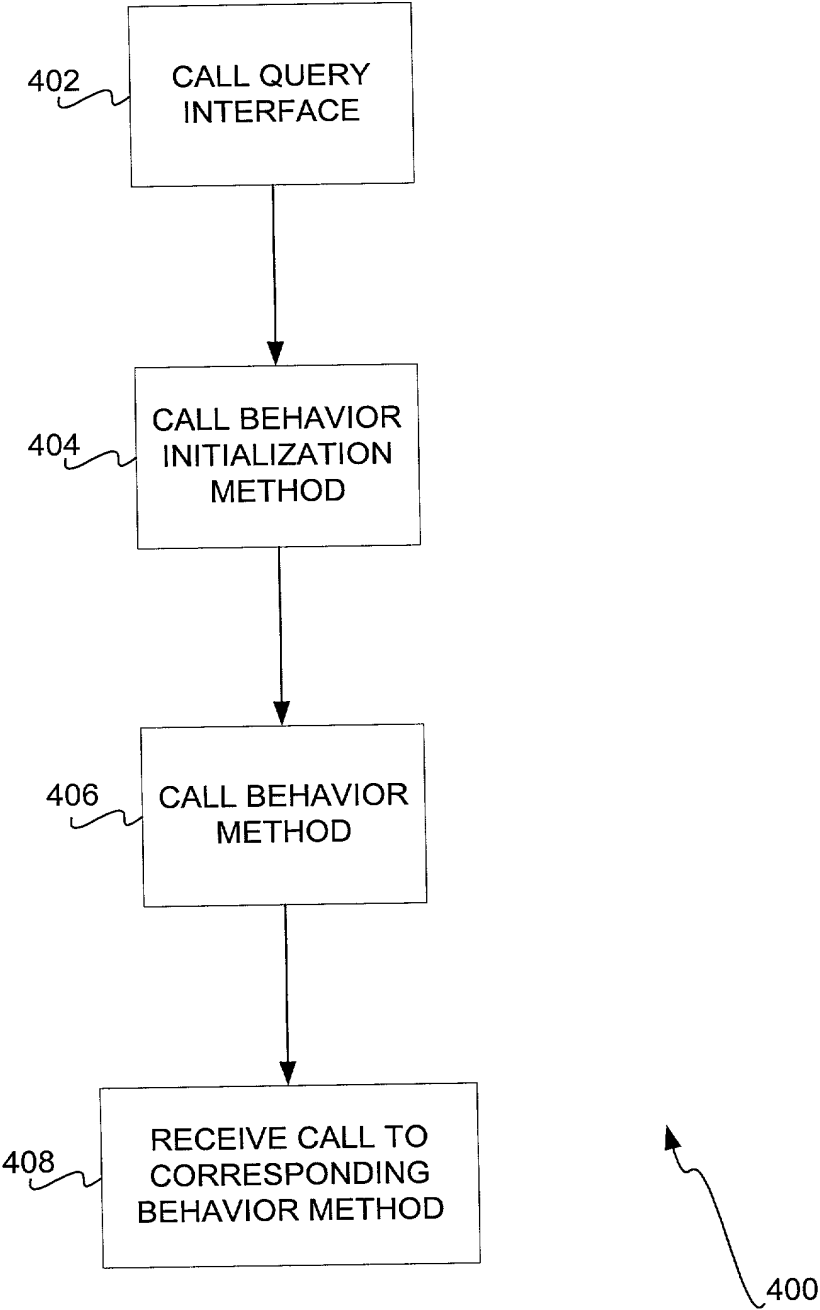 402
CALL QUERY
INTERFACE
404
CALL BEHAVIOR
INITIALIZATION
METHOD
406
CALL BEHAVIOR
METHOD
408
RECEIVE CALL TO
CORRESPONDING
BEHAVIOR METHOD
400